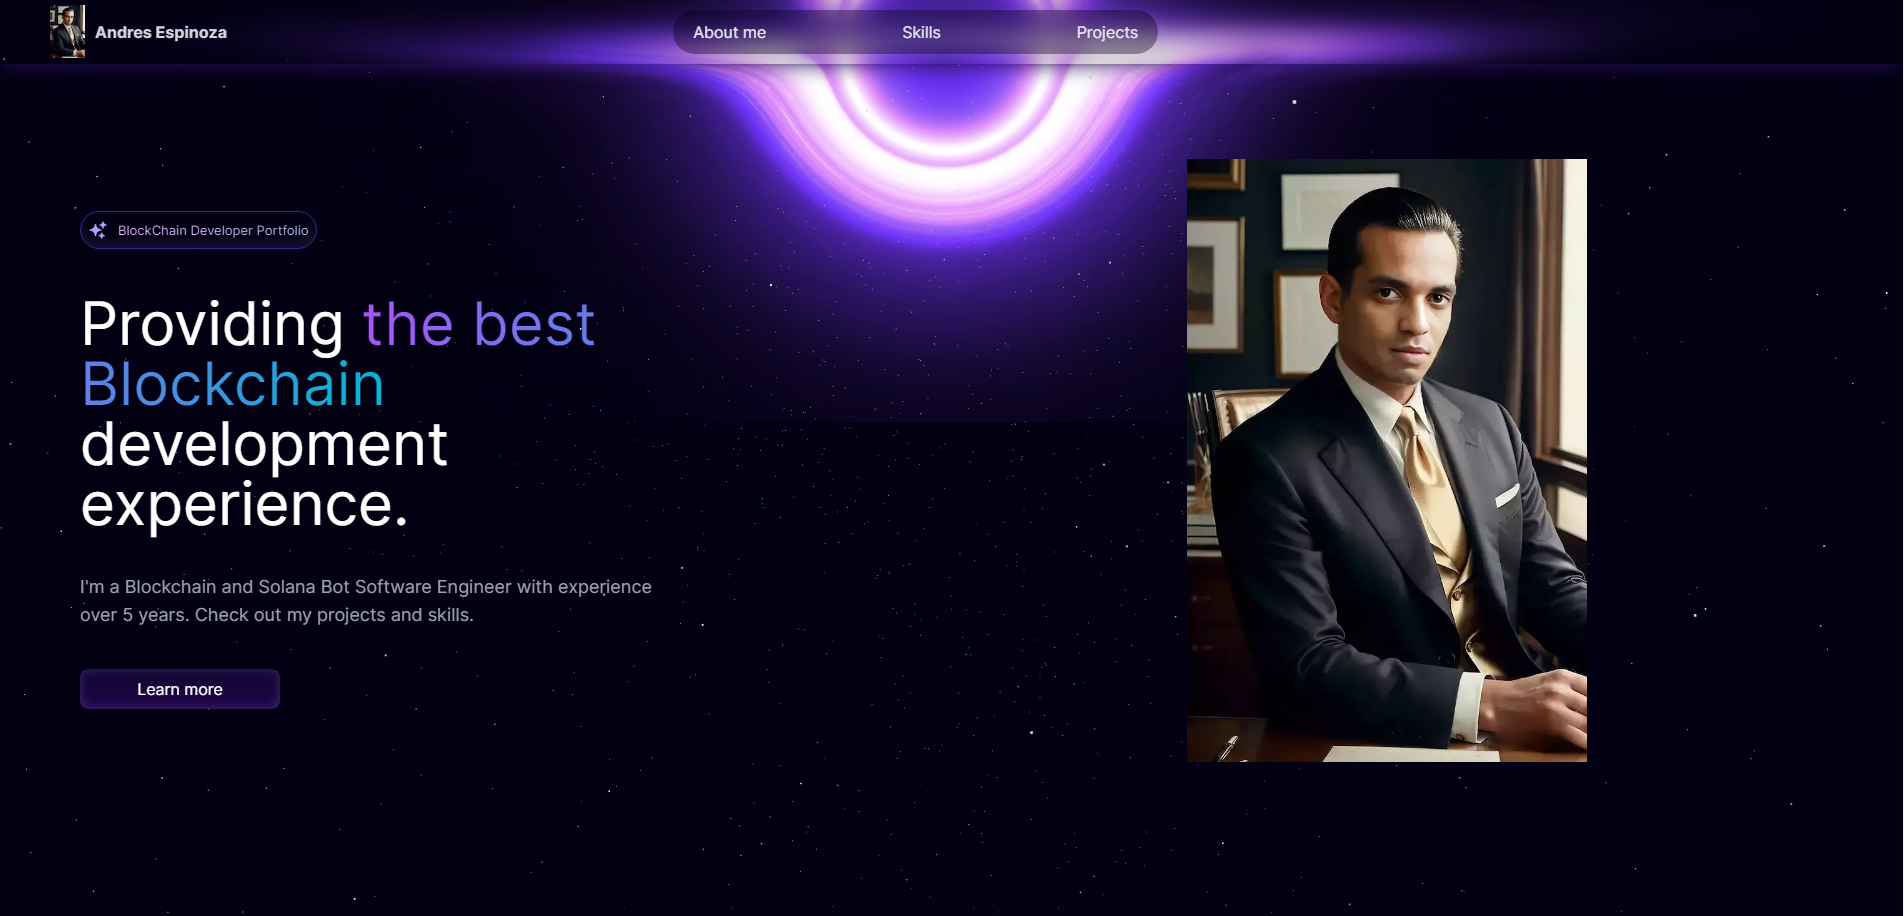 Andres Espinoza
About me
Skills
Projects
BlockChain Developer Portfolio
Providing the best
Blockchain
development
experience.
I'm a Blockchain and Solana Bot Software Engineer with experience
over 5 years. Check out my projects and skills.
Learn more